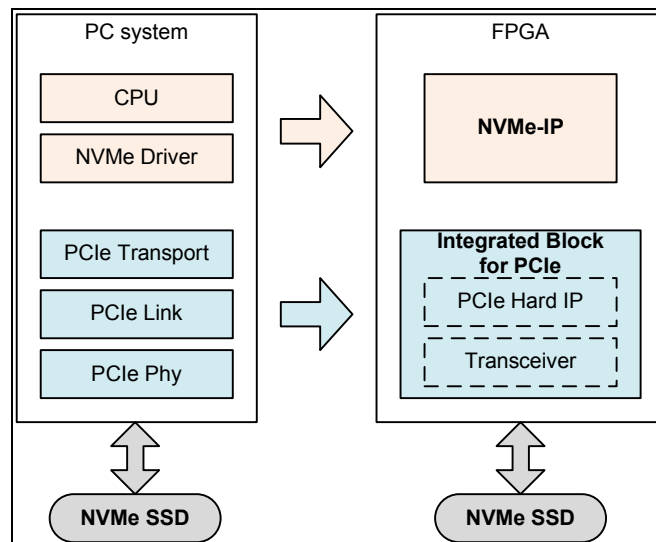 PC system
CPU
NVMe Driver
PCIe Transport
PCIe Link
PCIe Phy
NVMe SSD
FPGA
NVMe-IP
Integrated Block
for PCIe
PCIe Hard IP
Transceiver
NVMe SSD